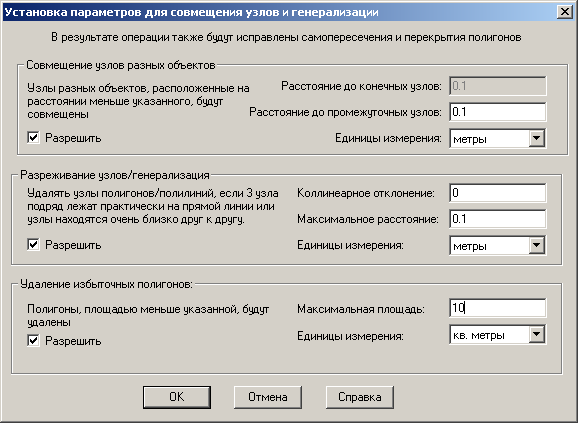 Установка параметров для совмещения узлов и генерализации
В результате операции также будут исправлены самопересечения и перекрытия полигонов
Совмещение узлов разных объектов
Узлы разных объектов, расположенные на
расстоянии меньше указанного, будут
совмещены
Разрешить
Расстояние до конечных узлов: 0.1
Расстояние до промежуточных узлов: 0.1
Единицы измерения: метры
Разреживание узлов/генерализация
Удалять узлы полигонов/полилиний, если 3 узла
подряд лежат практически на прямой линии или
узлы находятся очень близко друг к другу.
Разрешить
Коллинеарное отклонение: 0
Максимальное расстояние: 0.1
Единицы измерения: метры
Удаление избыточных полигонов:
Полигоны, площадью меньше указанной, будут
удалены
Разрешить
Максимальная площадь: 10
Единицы измерения: кв. метры
OK Отмена Справка